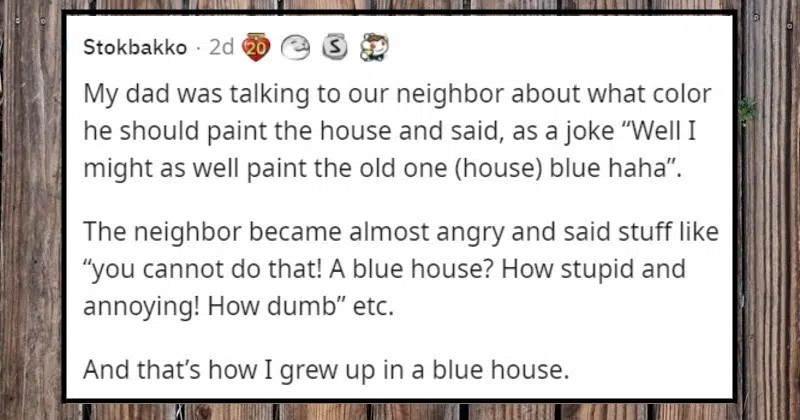 Stokbakko · 2d 20 S
My dad was talking to our neighbor about what color
he should paint the house and said, as a joke “Well I
might as well paint the old one (house) blue haha”.
The neighbor became almost angry and said stuff like
“you cannot do that! A blue house? How stupid and
annoying! How dumb” etc.
And that’s how I grew up in a blue house.